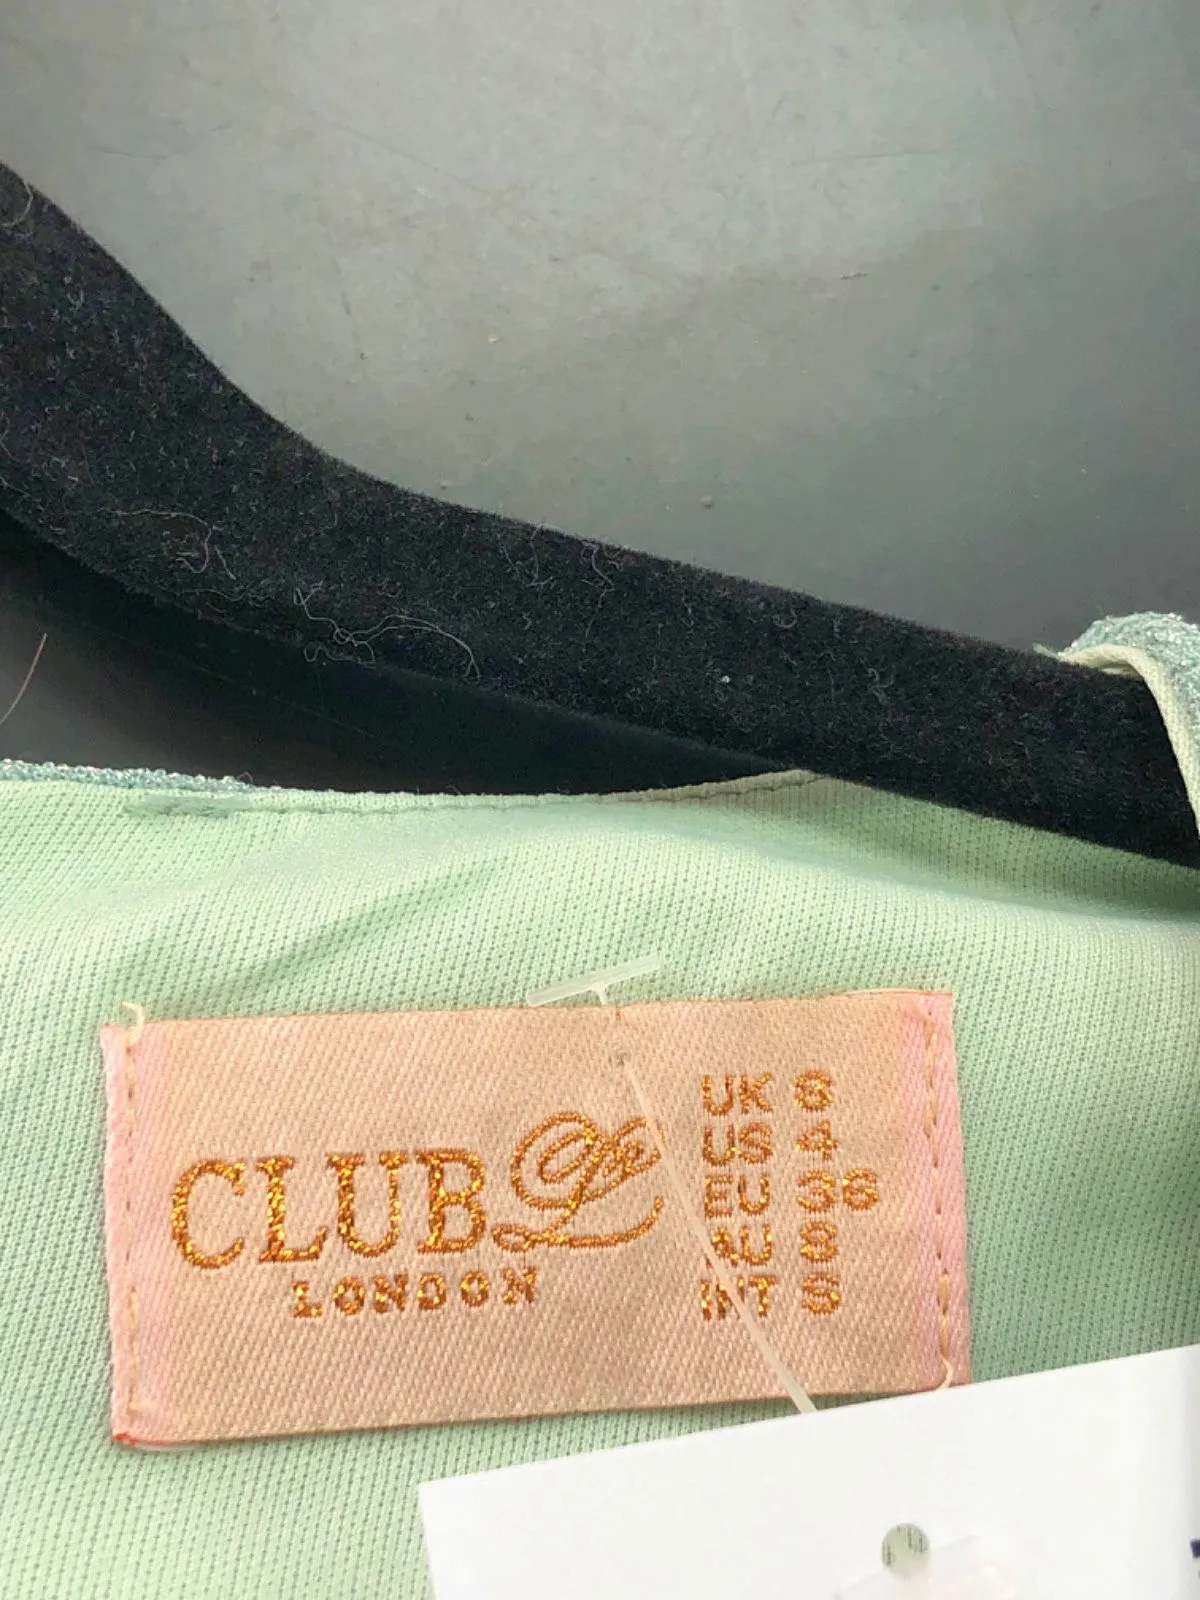 CLUB L
LONDON
UK 8
US 4
EU 36
AU 8
INT S